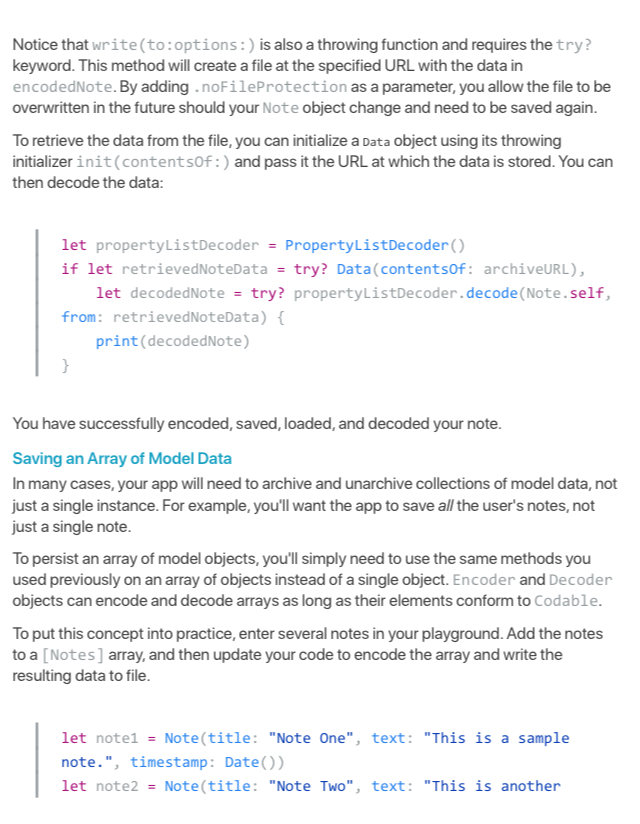 Notice that write(to:options:) is also a throwing function and requires the try?
keyword. This method will create a file at the specified URL with the data in
encodedNote. By adding .noFileProtection as a parameter, you allow the file to be
overwritten in the future should your Note object change and need to be saved again.
To retrieve the data from the file, you can initialize a Data object using its throwing
initializer init(contentsOf:) and pass it the URL at which the data is stored. You can
then decode the data:
let propertyListDecoder = PropertyListDecoder()
if let retrievedNoteData = try? Data(contentsOf: archiveURL),
let decodedNote = try? propertyListDecoder.decode(Note.self,
from: retrievedNoteData) {
print(decodedNote)
}
You have successfully encoded, saved, loaded, and decoded your note.
Saving an Array of Model Data
In many cases, your app will need to archive and unarchive collections of model data, not
just a single instance. For example, you'll want the app to save all the user's notes, not
just a single note.
To persist an array of model objects, you'll simply need to use the same methods you
used previously on an array of objects instead of a single object. Encoder and Decoder
objects can encode and decode arrays as long as their elements conform to Codable.
To put this concept into practice, enter several notes in your playground. Add the notes
to a [Notes] array, and then update your code to encode the array and write the
resulting data to file.
let note1 = Note(title: "Note One", text: "This is a sample
note.", timestamp: Date())
let note2 = Note(title: "Note Two", text: "This is another